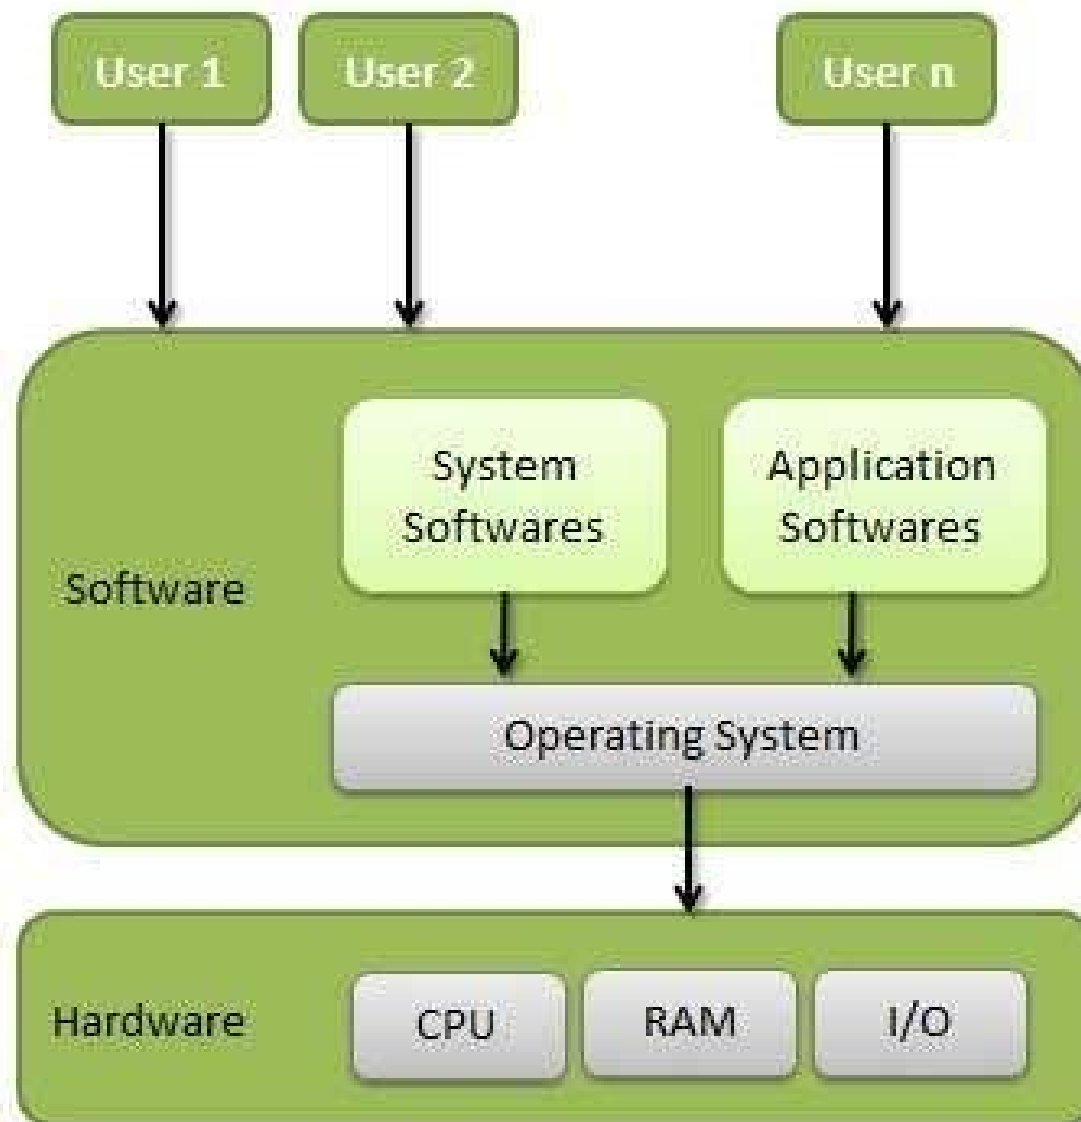 User 1
User 2
User n
System
Softwares
Application
Softwares
Software
Operating System
Hardware
CPU
RAM
I/O